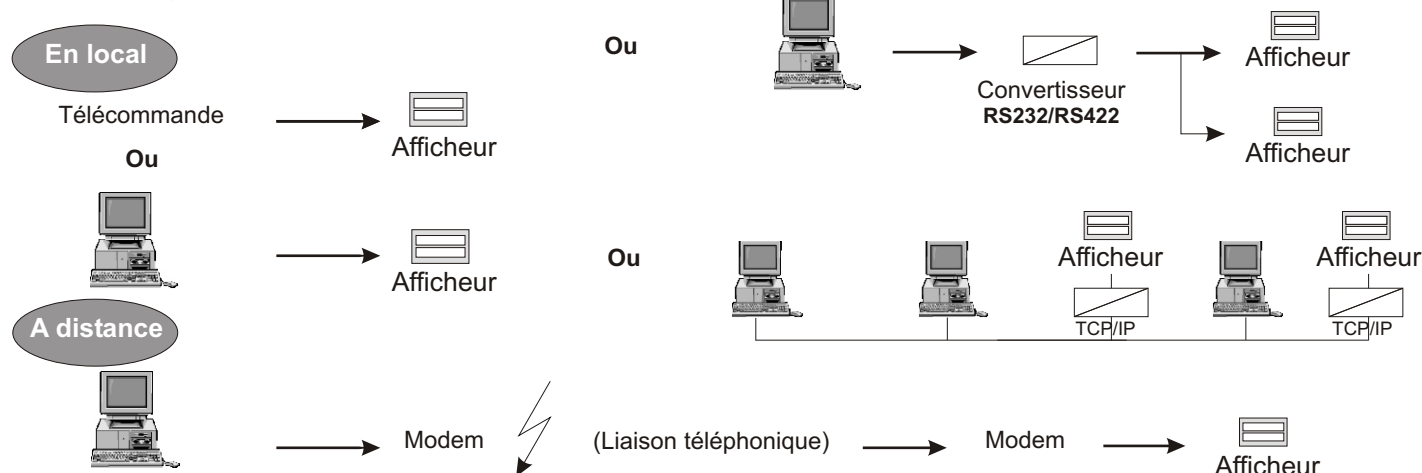 En local
Télécommande
Afficheur
Ou
Afficheur
Ou
Convertisseur
RS232/RS422
Afficheur
Afficheur
Ou
Afficheur
TCP/IP
Afficheur
TCP/IP
A distance
Modem
(Liaison téléphonique)
Modem
Afficheur